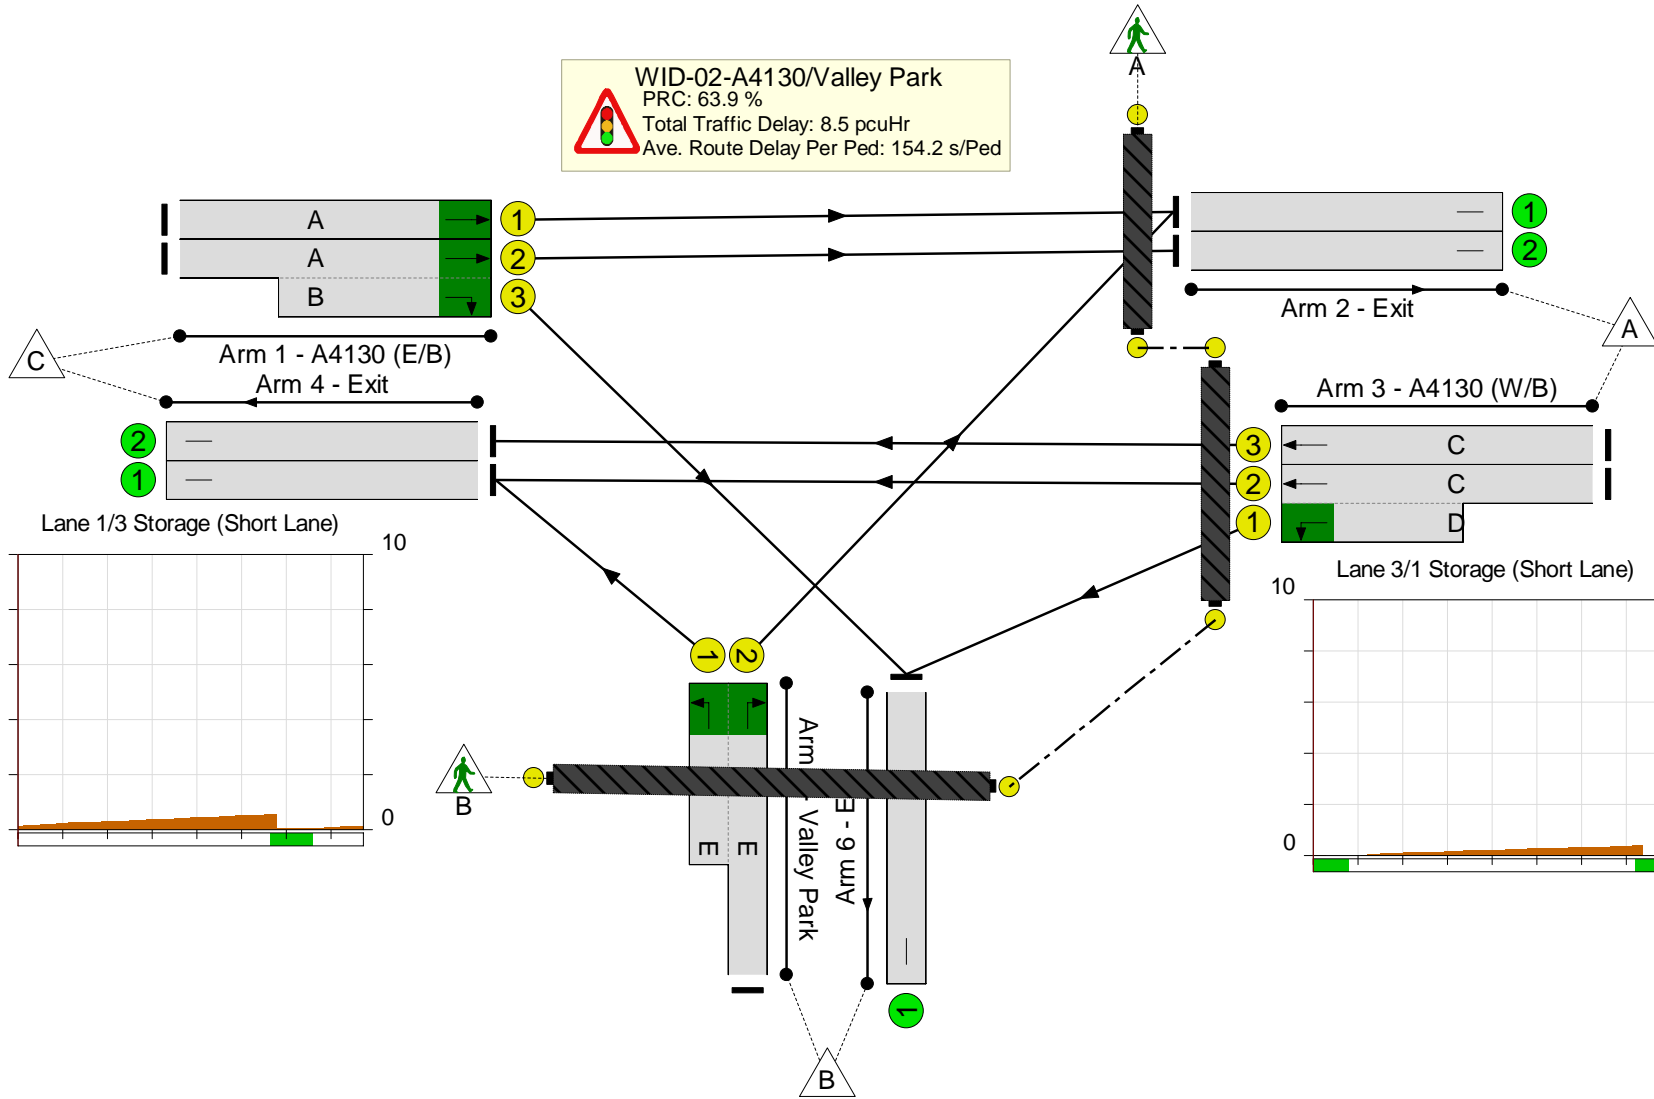 A
WID-02-A4130/Valley Park
PRC: 63.9 %
Total Traffic Delay: 8.5 pcuHr
Ave. Route Delay Per Ped: 154.2 s/Ped
A 1
A 2
B 3
1
2
Arm 2 - Exit
A
C
Arm 1 - A4130 (E/B)
Arm 4 - Exit
Arm 3 - A4130 (W/B)
2
1
3 C
2 C
1 D
Lane 1/3 Storage (Short Lane)
10
0
Lane 3/1 Storage (Short Lane)
10
0
1 2
E E
B
Arm Valley Park
Arm 6 - E
1
B